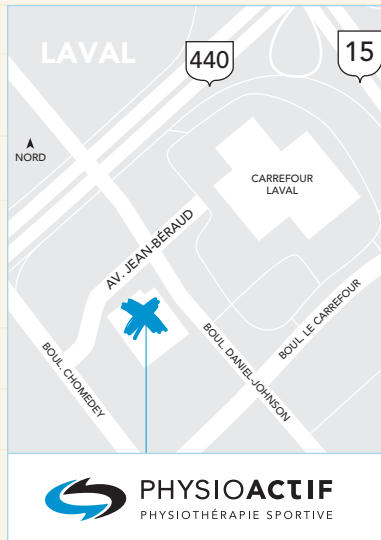 LAVAL
440
15
NORD
CARREFOUR
LAVAL
AV. JEAN-BÉRAUD
BOUL. CHOMEDEY
BOUL. DANIEL-JOHNSON
BOUL. LE CARREFOUR
PHYSIOACTIF
PHYSIOTHÉRAPIE SPORTIVE